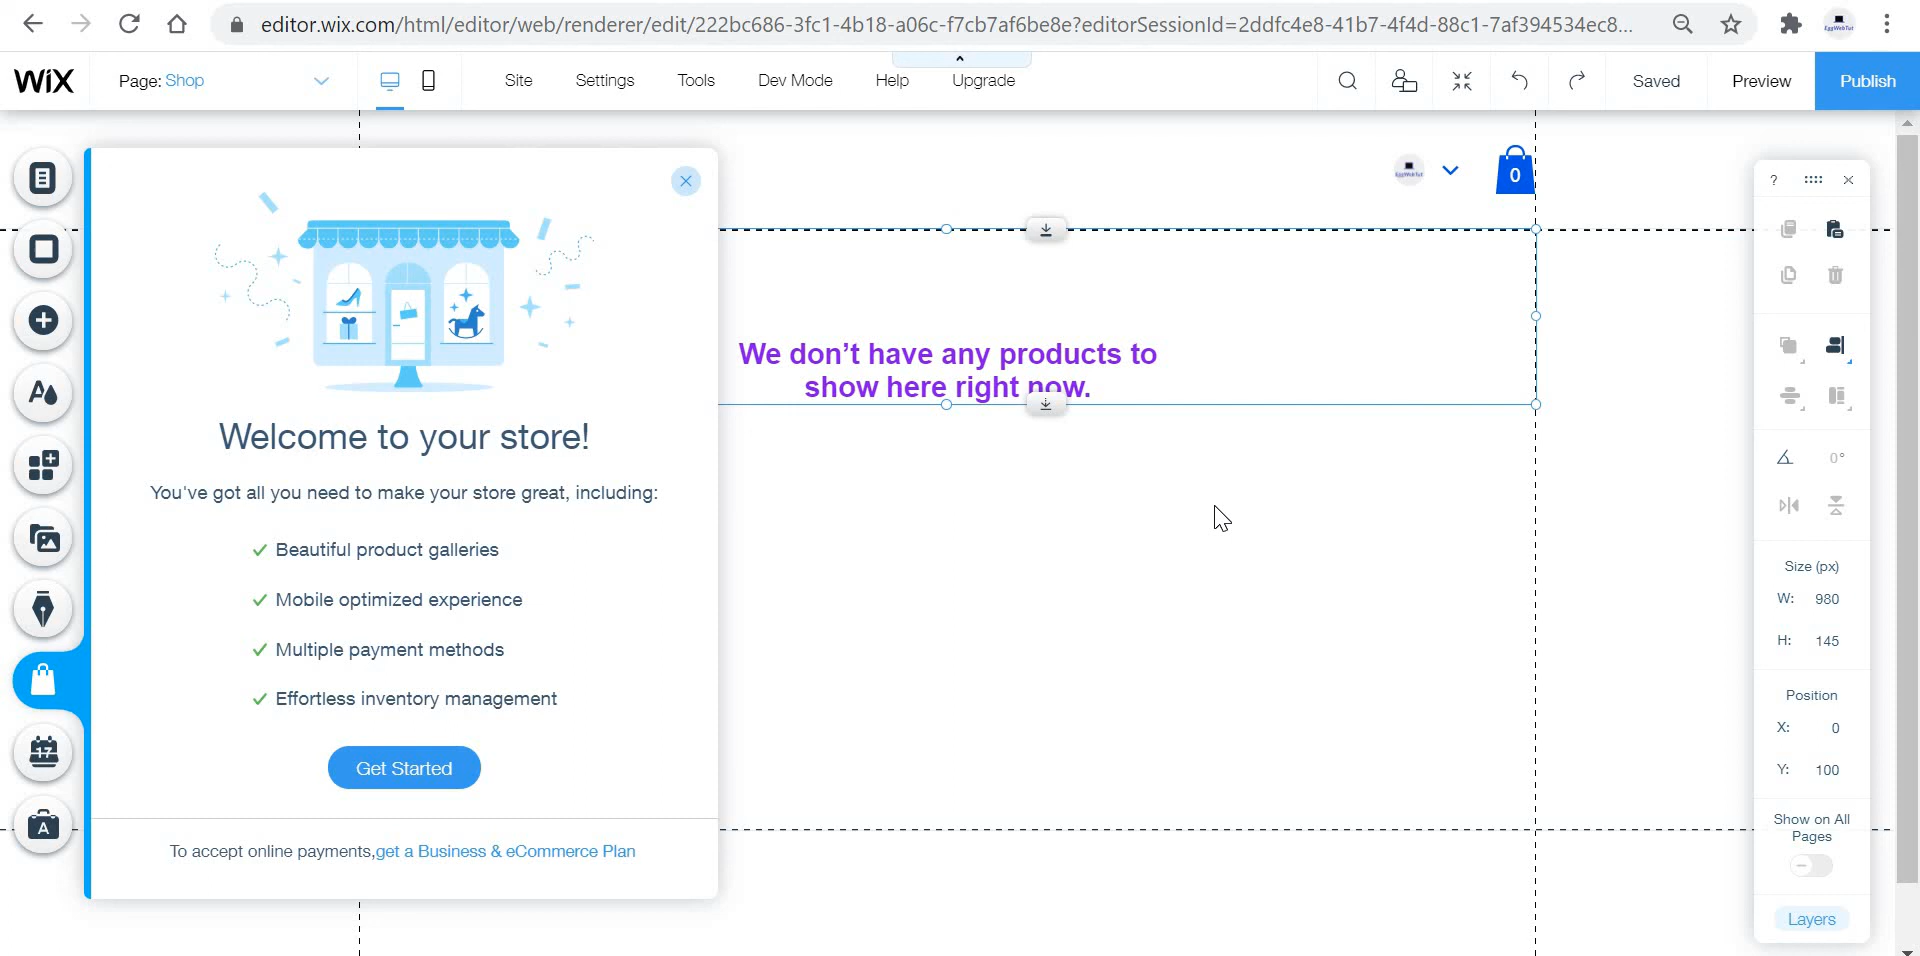 editor.wix.com/html/editor/web/renderer/edit/222bc686-3fc1-4b18-a06c-f7cb7af6be8e?editorSessionId=2ddfc4e8-41b7-4f4d-88c1-7af394534ec8...
WiX Page: Shop Site Settings Tools Dev Mode Help Upgrade Saved Preview Publish
0
We don’t have any products to
show here right now.
Welcome to your store!
You've got all you need to make your store great, including:
Beautiful product galleries
Mobile optimized experience
Multiple payment methods
Effortless inventory management
Get Started
To accept online payments,get a Business & eCommerce Plan
17
A
?
0°
Size (px)
W: 980
H: 145
Position
X: 0
Y: 100
Show on All
Pages
Layers